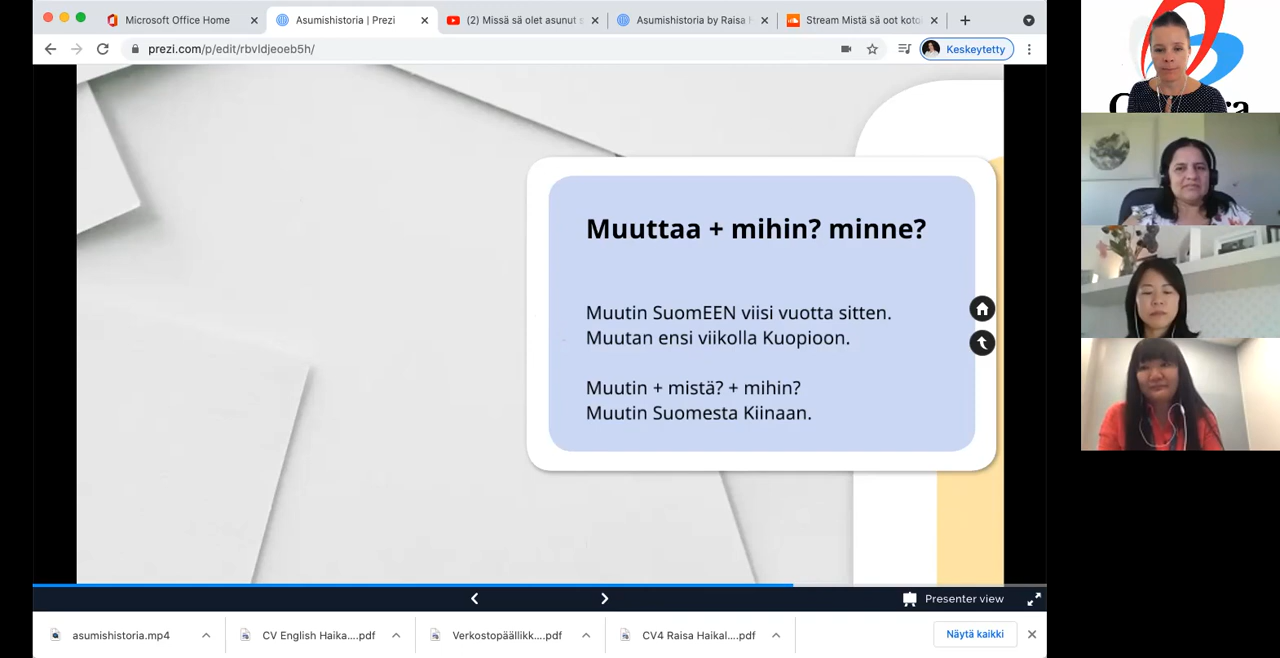 Microsoft Office Home
Asumishistoria | Prezi
(2) Missä sä olet asunut s
Asumishistoria by Raisa H
Stream Mistä sä oot koto
prezi.com/p/edit/rbvldjeoeb5h/
Keskeytetty
Muuttaa + mihin? minne?
Muutin SuomEEN viisi vuotta sitten.
Muutan ensi viikolla Kuopioon.
Muutin + mistä? + mihin?
Muutin Suomesta Kiinaan.
Presenter view
asumishistoria.mp4
CV English Haika....pdf
Verkostopäällikk....pdf
CV4 Raisa Haikal....pdf
Näytä kaikki